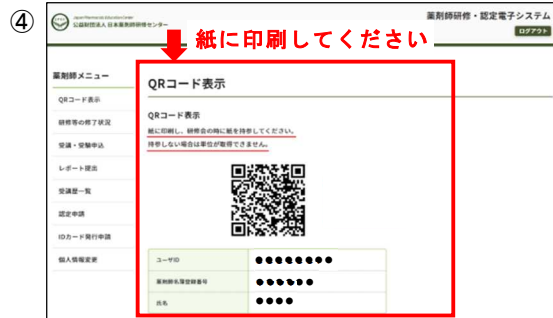 ④
Japan Pharmacist Education Center
公益財団法人 日本薬剤師研修センター
薬剤師研修・認定電子システム
ログアウト
紙に印刷してください
薬剤師メニュー
QRコード表示
研修等の修了状況
受講・受験申込
レポート提出
受講歴一覧
認定申請
IDカード発行申請
個人情報変更
QRコード表示
QRコード表示
紙に印刷し、研修会の時に紙を持参してください。
持参しない場合は単位が取得できません。
ユーザID
薬剤師名簿登録番号
氏名